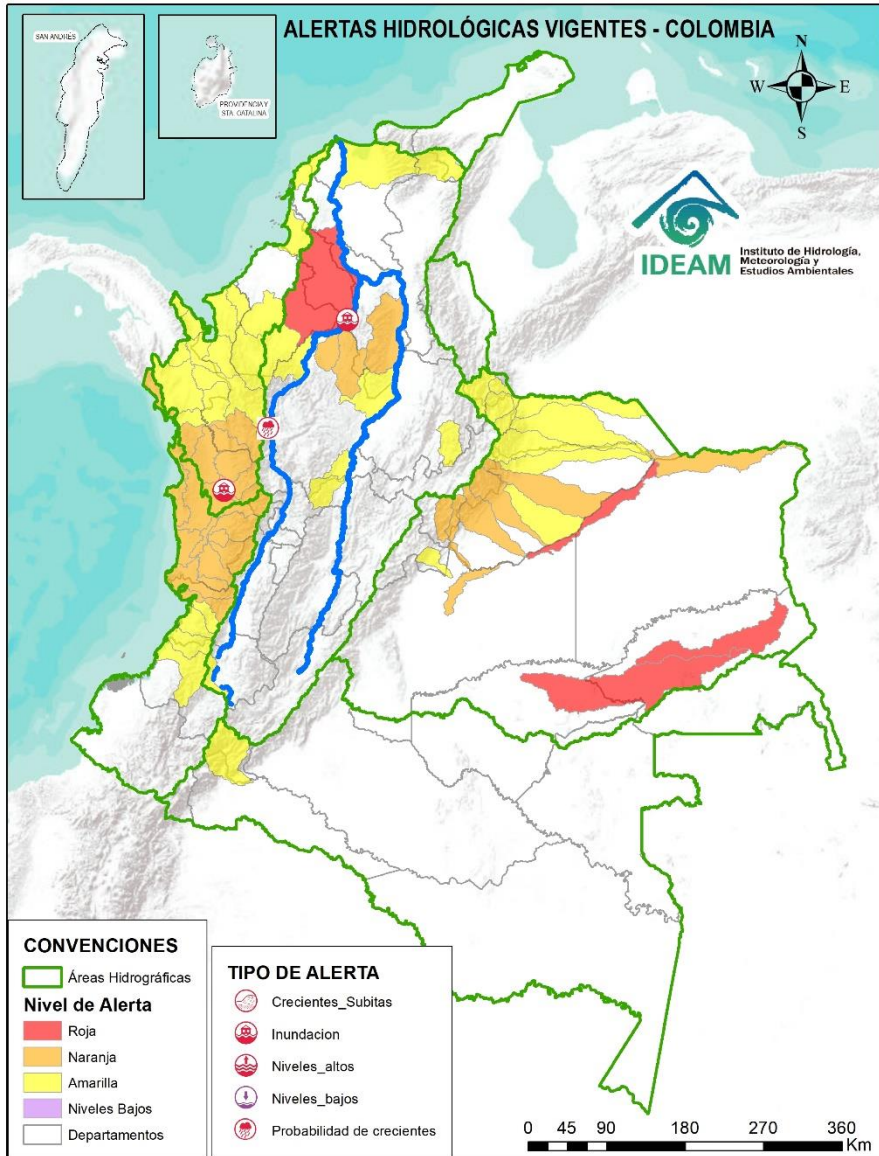 ALERTAS HIDROLÓGICAS VIGENTES - COLOMBIA
SAN ANDRÉS
PROVIDENCIA Y
STA. CATALINA
N
W
E
S
IDEAM
Instituto de Hidrología,
Meteorología y
Estudios Ambientales
CONVENCIONES
Áreas Hidrográficas
Nivel de Alerta
Roja
Naranja
Amarilla
Niveles Bajos
Departamentos
TIPO DE ALERTA
Crecientes_Subitas
Inundacion
Niveles_altos
Niveles_bajos
Probabilidad de crecientes
0 45 90 180 270 360
Km